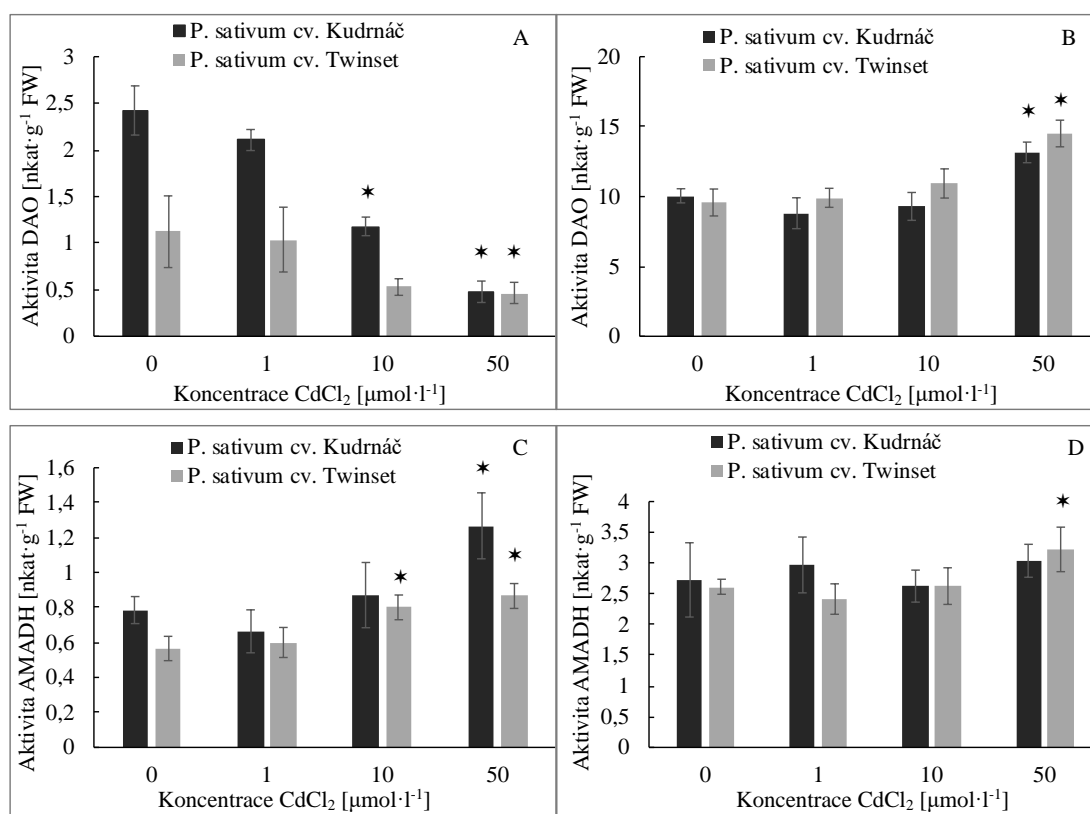 P. sativum cv. Kudrnáč
P. sativum cv. Twinset
A
3
2,5
2
1,5
1
0,5
0
Aktivita DAO [nkat·g⁻¹ FW]
0 1 10 50
Koncentrace CdCl₂ [µmol·l⁻¹]
P. sativum cv. Kudrnáč
P. sativum cv. Twinset
B
20
15
10
5
0
Aktivita DAO [nkat·g⁻¹ FW]
0 1 10 50
Koncentrace CdCl₂ [µmol·l⁻¹]
P. sativum cv. Kudrnáč
P. sativum cv. Twinset
C
1,6
1,4
1,2
1
0,8
0,6
0,4
0,2
0
Aktivita AMADH [nkat·g⁻¹ FW]
0 1 10 50
Koncentrace CdCl₂ [µmol·l⁻¹]
P. sativum cv. Kudrnáč
P. sativum cv. Twinset
D
4
3,5
3
2,5
2
1,5
1
0,5
0
Aktivita AMADH [nkat·g⁻¹ FW]
0 1 10 50
Koncentrace CdCl₂ [µmol·l⁻¹]